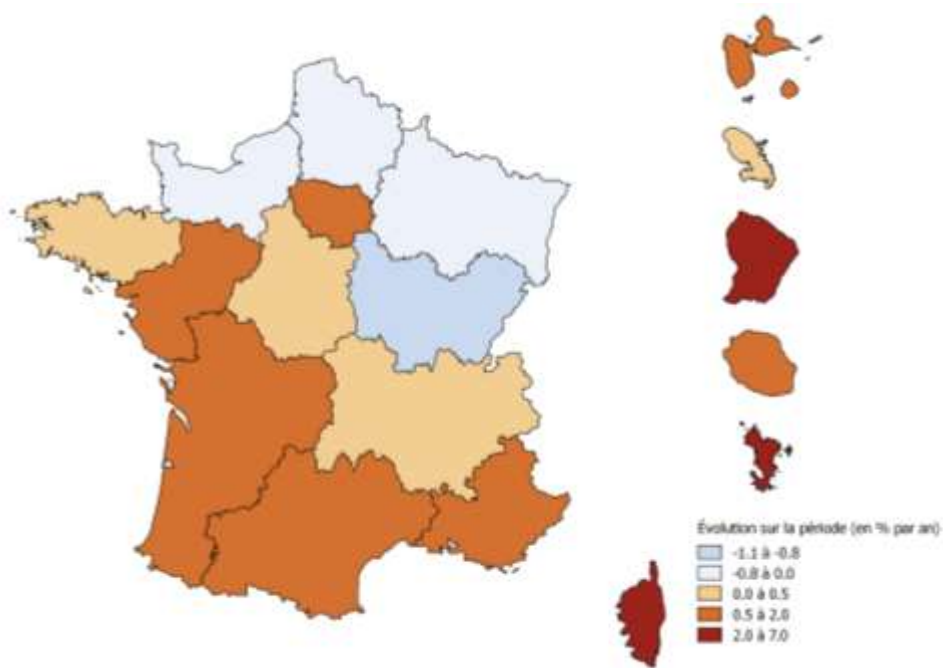 Évolution sur la période (en % par an)
-1.1 à -0.8
-0.8 à 0.0
0.0 à 0.5
0.5 à 2.0
2.0 à 7.0